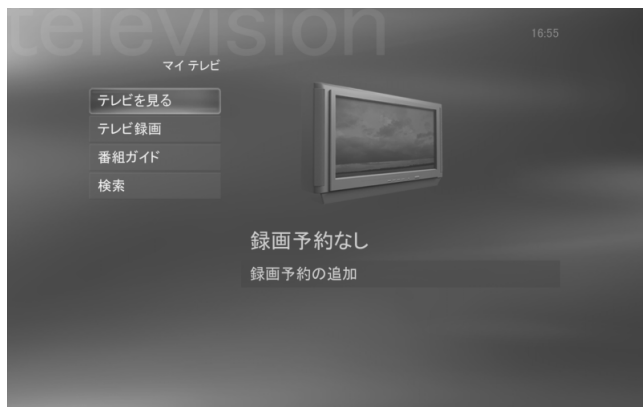 television
16:55
マイ テレビ
テレビを見る
テレビ録画
番組ガイド
検索
録画予約なし
録画予約の追加